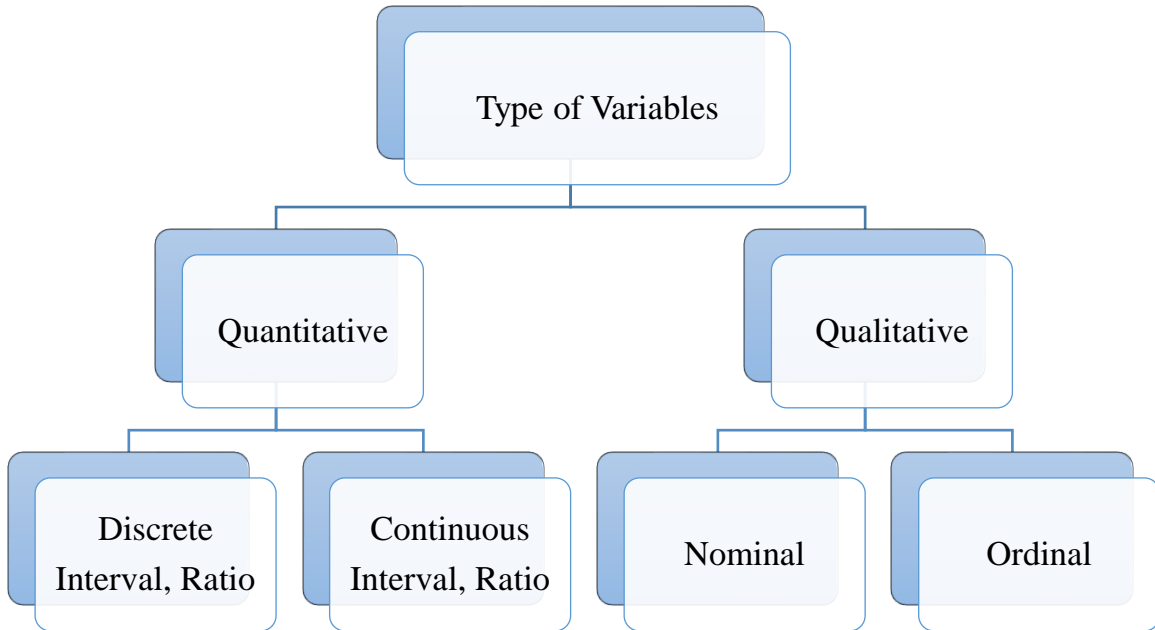 Type of Variables
Quantitative
Qualitative
Discrete
Interval, Ratio
Continuous
Interval, Ratio
Nominal
Ordinal